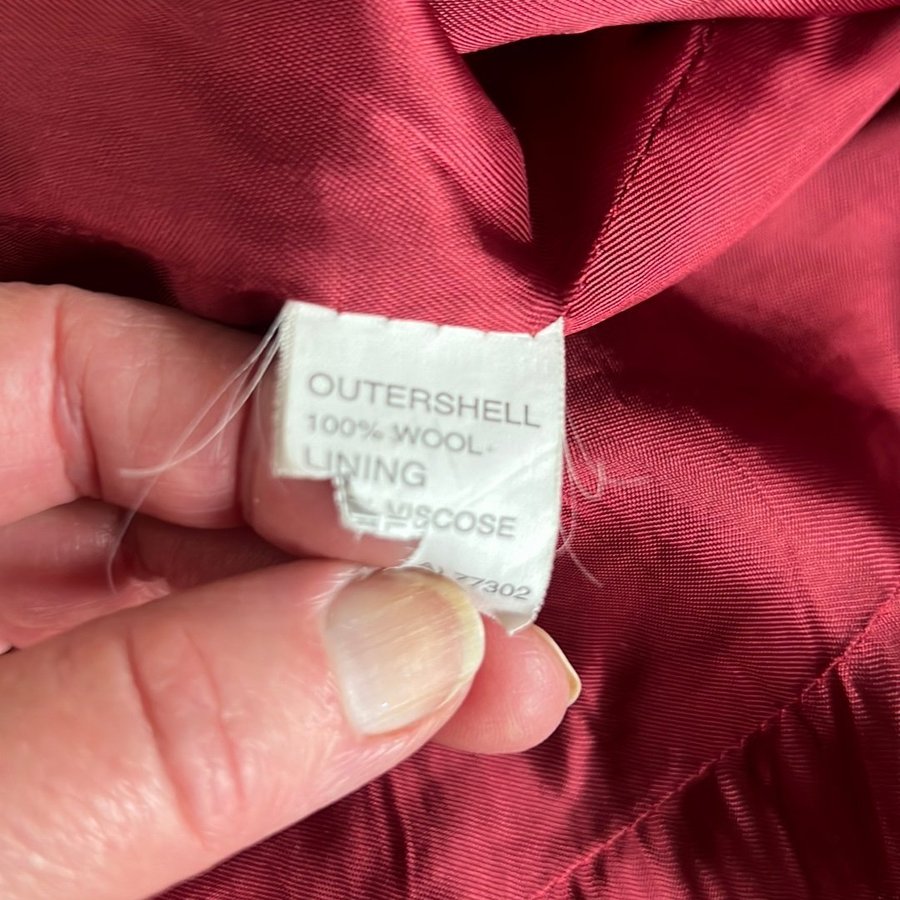 OUTERSHELL
100% WOOL
LINING
VISCOSE
77302